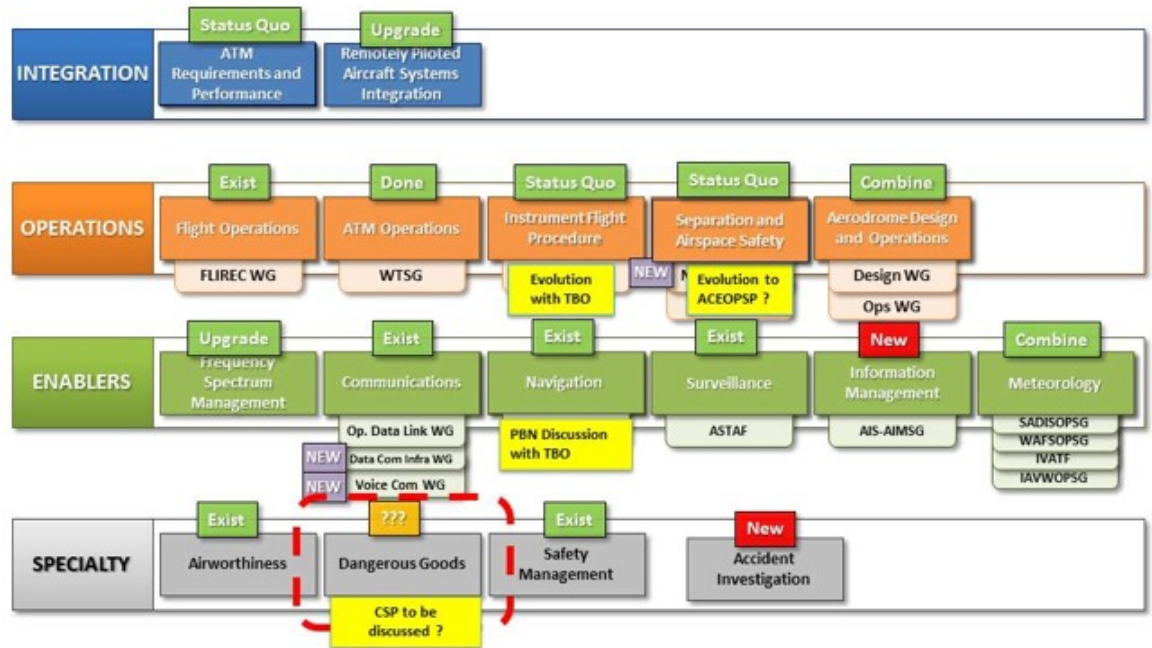 Status Quo
Upgrade
INTEGRATION
ATM
Requirements and
Performance
Remotely Piloted
Aircraft Systems
Integration
Exist
Done
Status Quo
Status Quo
Combine
OPERATIONS
Flight Operations
ATM Operations
Instrument Flight
Procedure
Separation and
Airspace Safety
Aerodrome Design
and Operations
FLIREC WG
WTSG
Evolution
with TBO
NEW
N
Evolution to
ACEOPSP ?
Design WG
Ops WG
Upgrade
Exist
Exist
Exist
New
Combine
ENABLERS
Frequency
Spectrum
Management
Communications
Navigation
Surveillance
Information
Management
Meteorology
Op. Data Link WG
NEW
Data Com Infra WG
NEW
Voice Com WG
PBN Discussion
with TBO
ASTAF
AIS-AIMSG
SADISOPSG
WAFSOPSG
IVATF
IAVWOPSG
Exist
???
Exist
New
SPECIALTY
Airworthiness
Dangerous Goods
Safety
Management
Accident
Investigation
CSP to be
discussed ?